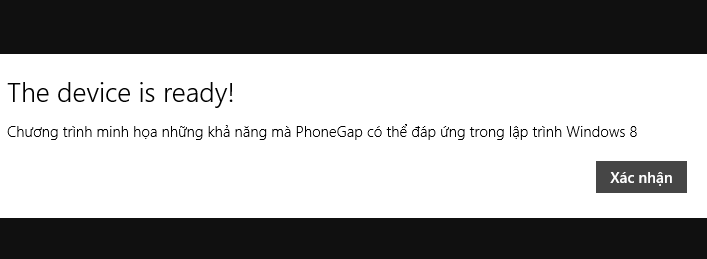 The device is ready!
Chương trình minh họa những khả năng mà PhoneGap có thể đáp ứng trong lập trình Windows 8
Xác nhận